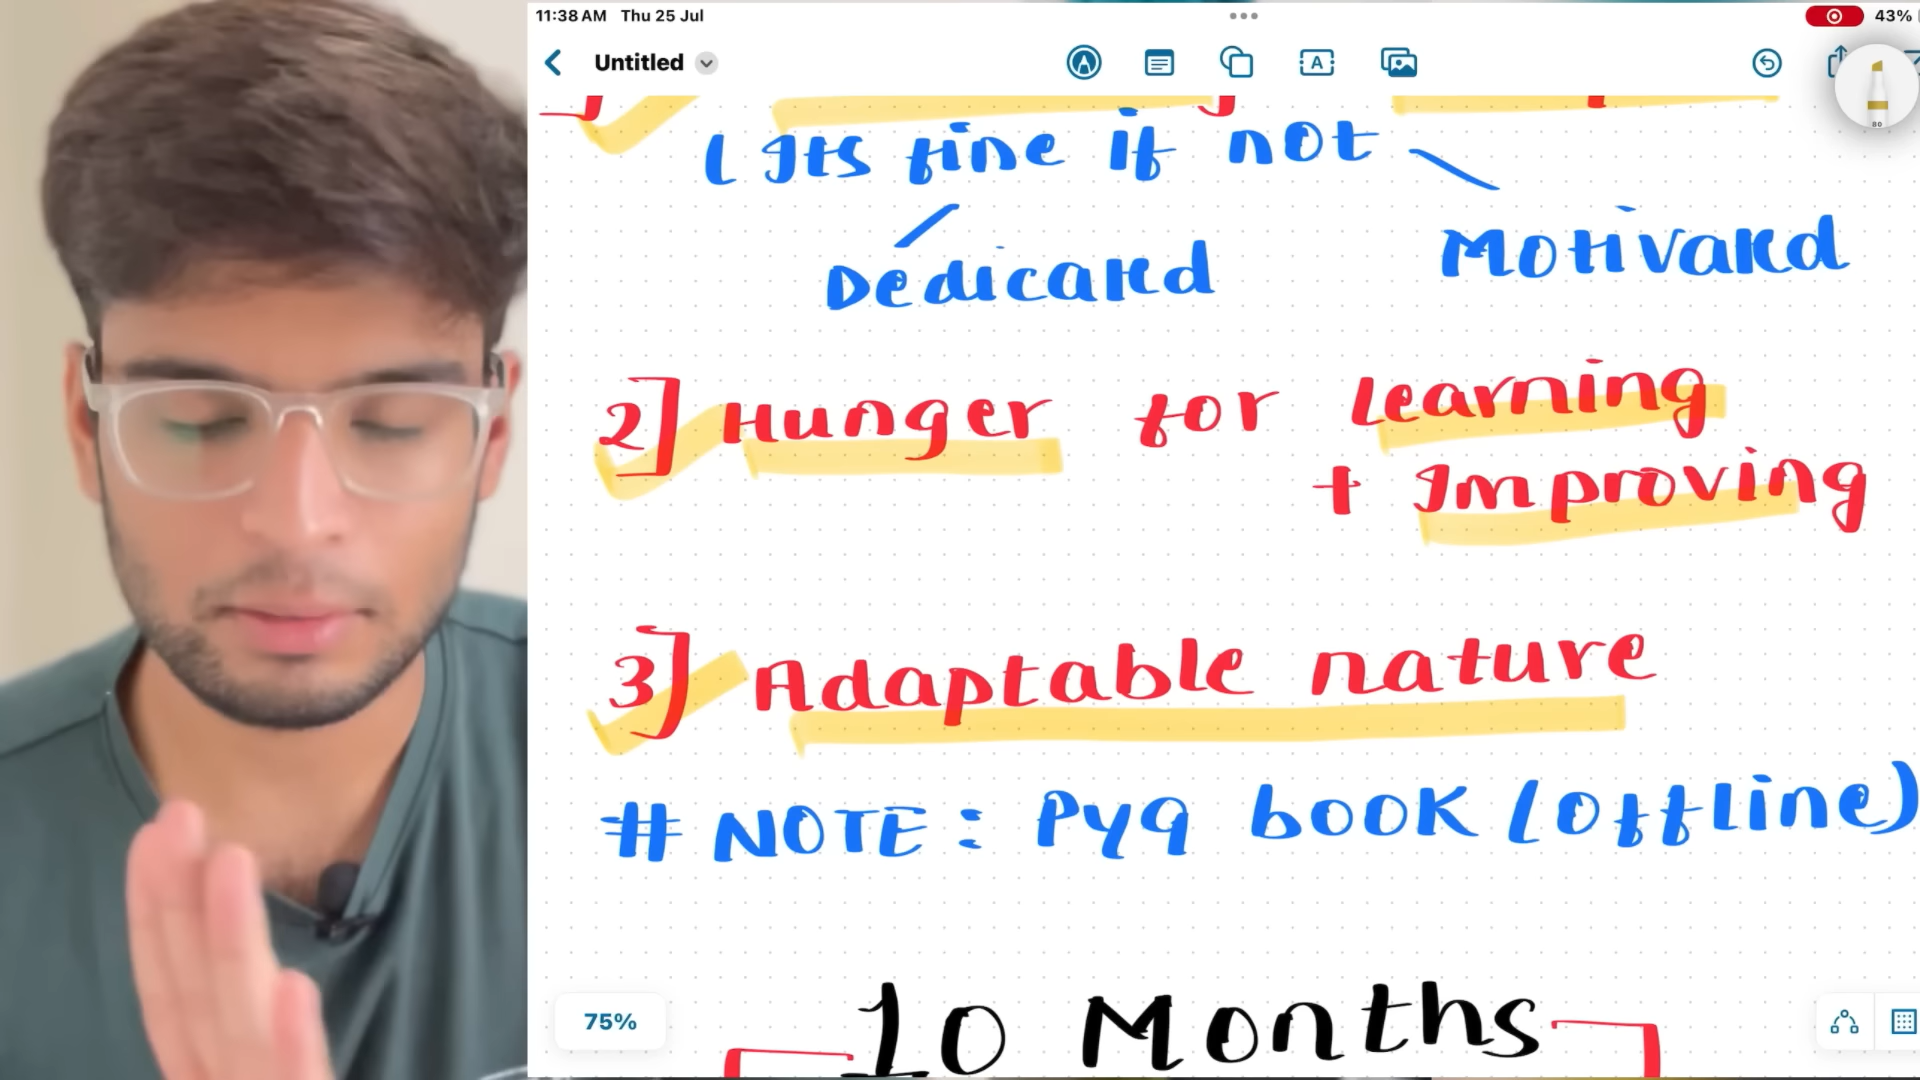 11:38 AM Thu 25 Jul
43%
Untitled
A
80
(Its fine if not
Dedicated
Motivated
2] Hunger for Learning
+ Improving
3] Adaptable nature
# NOTE: PYQ book (offline)
75%
10 Months